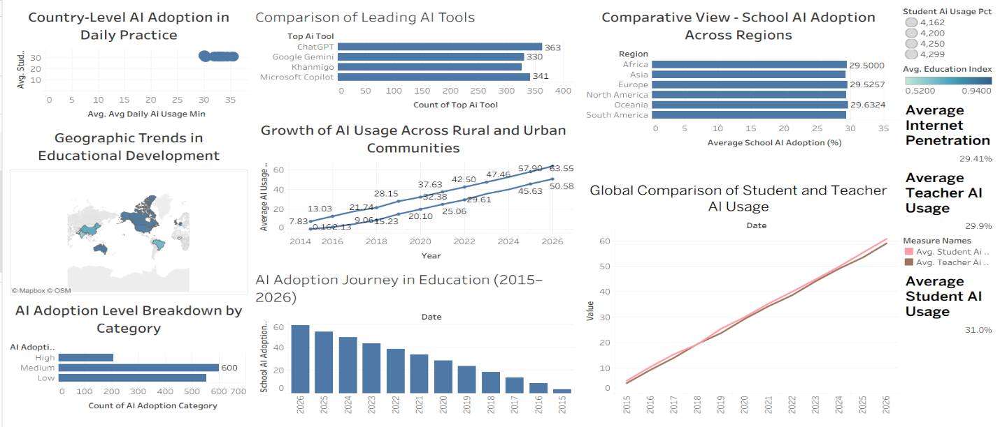 Country-Level AI Adoption in
Daily Practice
Avg. Stud..
30
20
10
0 5 10 15 20 25 30 35
Avg. Avg Daily Ai Usage Min
Geographic Trends in
Educational Development
© Mapbox © OSM
AI Adoption Level Breakdown by
Category
AI Adopti..
High
Medium 600
Low
0 100 200 300 400 500 600 700
Count of AI Adoption Category
Comparison of Leading AI Tools
Top Ai Tool
ChatGPT 363
Google Gemini 330
Khanmigo
Microsoft Copilot 341
0 50 100 150 200 250 300 350 400
Count of Top Ai Tool
Growth of AI Usage Across Rural and Urban
Communities
Average AI Usage ..
60
40
20
0
7.83 13.03 21.74 28.15 37.63 42.50 47.46 57.90 63.55
0.16 2.13 9.06 15.23 20.10 32.38 25.06 29.61 45.63 50.58
2014 2016 2018 2020 2022 2024 2026
Year
AI Adoption Journey in Education (2015–
2026)
Date
School AI Adoption..
60
40
20
0
2026 2025 2024 2023 2022 2021 2020 2019 2018 2017 2016 2015
Comparative View - School AI Adoption
Across Regions
Region
Africa 29.5000
Asia
Europe 29.5257
North America
Oceania 29.6324
South America
0 5 10 15 20 25 30 35
Average School AI Adoption (%)
Global Comparison of Student and Teacher
AI Usage
Date
Value
60
50
40
30
20
10
0
2015 2016 2017 2018 2019 2020 2021 2022 2023 2024 2025 2026
Student Ai Usage Pct
4,162
4,200
4,250
4,299
Avg. Education Index
0.5200 0.9400
Average
Internet
Penetration
29.41%
Average
Teacher AI
Usage
29.9%
Measure Names
Avg. Student Ai ..
Avg. Teacher Ai ..
Average
Student AI
Usage
31.0%